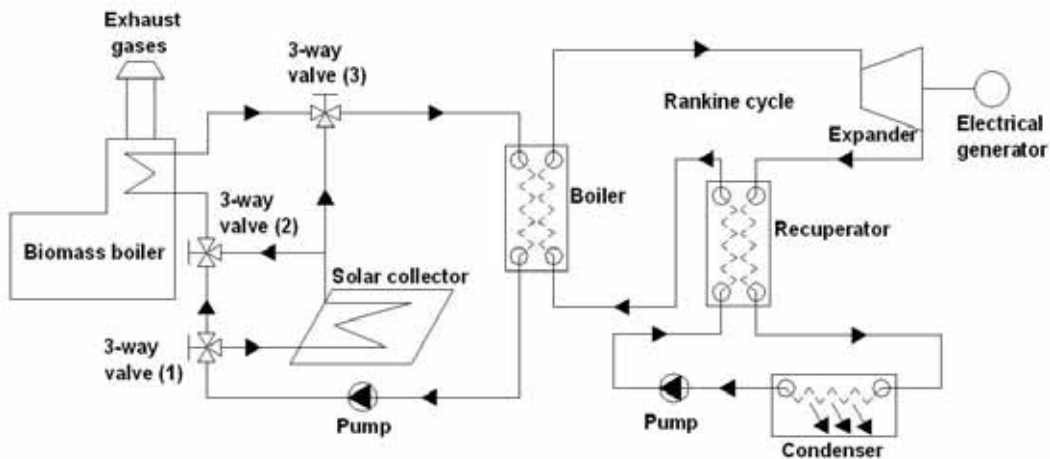 Exhaust
gases
3-way
valve (3)
Rankine cycle
Expander
Electrical
generator
Boiler
3-way
valve (2)
Recuperator
Biomass boiler
Solar collector
3-way
valve (1)
Pump
Pump
Condenser